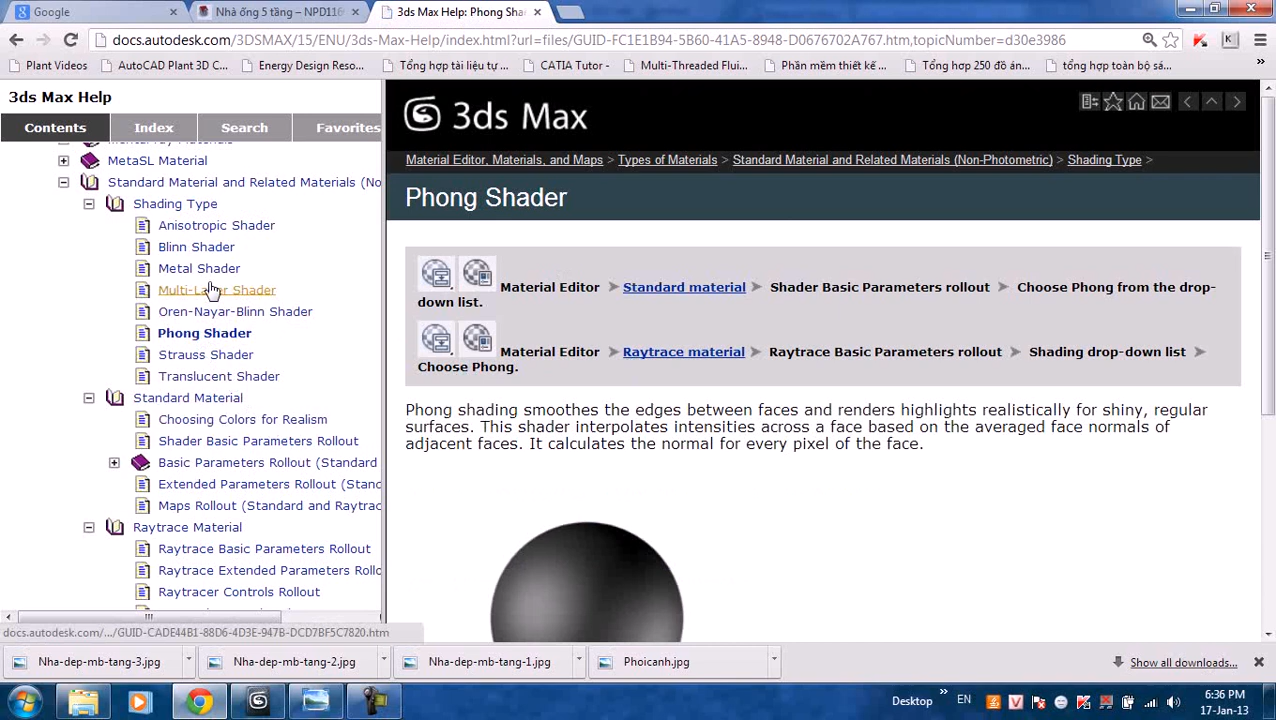 Google
Nhà ống 5 tầng – NPD116
3ds Max Help: Phong Sha
docs.autodesk.com/3DSMAX/15/ENU/3ds-Max-Help/index.html?url=files/GUID-FC1E1B94-5B60-41A5-8948-D0676702A767.htm,topicNumber=d30e3986
Plant Videos
AutoCAD Plant 3D C...
Energy Design Reso...
Tổng hợp tài liệu tự ...
CATIA Tutor -
Multi-Threaded Flui...
Phần mềm thiết kế ...
Tổng hợp 250 đồ án...
tổng hợp toàn bộ sá...
»
3ds Max Help
Contents
Index
Search
Favorites
MetaSL Material
Standard Material and Related Materials (No
Shading Type
Anisotropic Shader
Blinn Shader
Metal Shader
Multi-Layer Shader
Oren-Nayar-Blinn Shader
Phong Shader
Strauss Shader
Translucent Shader
Standard Material
Choosing Colors for Realism
Shader Basic Parameters Rollout
Basic Parameters Rollout (Standard
Extended Parameters Rollout (Stand
Maps Rollout (Standard and Raytrac
Raytrace Material
Raytrace Basic Parameters Rollout
Raytrace Extended Parameters Rollo
Raytracer Controls Rollout
docs.autodesk.com/.../GUID-CADE44B1-88D6-4D3E-947B-DCD7BF5C7820.htm
3ds Max
Material Editor, Materials, and Maps > Types of Materials > Standard Material and Related Materials (Non-Photometric) > Shading Type >
Phong Shader
Material Editor Standard material Shader Basic Parameters rollout Choose Phong from the drop-
down list.
Material Editor Raytrace material Raytrace Basic Parameters rollout Shading drop-down list
Choose Phong.
Phong shading smoothes the edges between faces and renders highlights realistically for shiny, regular
surfaces. This shader interpolates intensities across a face based on the averaged face normals of
adjacent faces. It calculates the normal for every pixel of the face.
Nha-dep-mb-tang-3.jpg
Nha-dep-mb-tang-2.jpg
Nha-dep-mb-tang-1.jpg
Phoicanh.jpg
Show all downloads...
Desktop
»
EN
6:36 PM
17-Jan-13